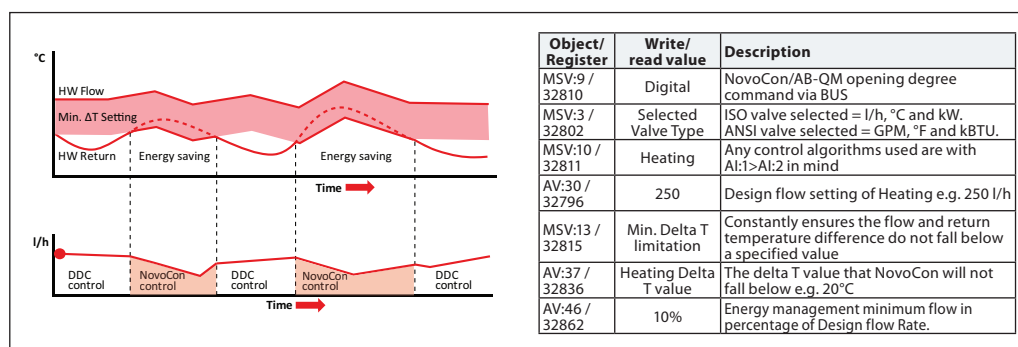 °C
HW Flow
Min. ΔT Setting
HW Return
Energy saving
Energy saving
Time
l/h
DDC
control
NovoCon
control
DDC
control
NovoCon
control
DDC
control
Time
Object/
Register
Write/
read value
Description
MSV:9 /
32810
Digital
NovoCon/AB-QM opening degree
command via BUS
MSV:3 /
32802
Selected
Valve Type
ISO valve selected = l/h, °C and kW.
ANSI valve selected = GPM, °F and kBTU.
MSV:10 /
32811
Heating
Any control algorithms used are with
AI:1>AI:2 in mind
AV:30 /
32796
250
Design flow setting of Heating e.g. 250 l/h
MSV:13 /
32815
Min. Delta T
limitation
Constantly ensures the flow and return
temperature difference do not fall below
a specified value
AV:37 /
32836
Heating Delta
T value
The delta T value that NovoCon will not
fall below e.g. 20°C
AV:46 /
32862
10%
Energy management minimum flow in
percentage of Design flow Rate.